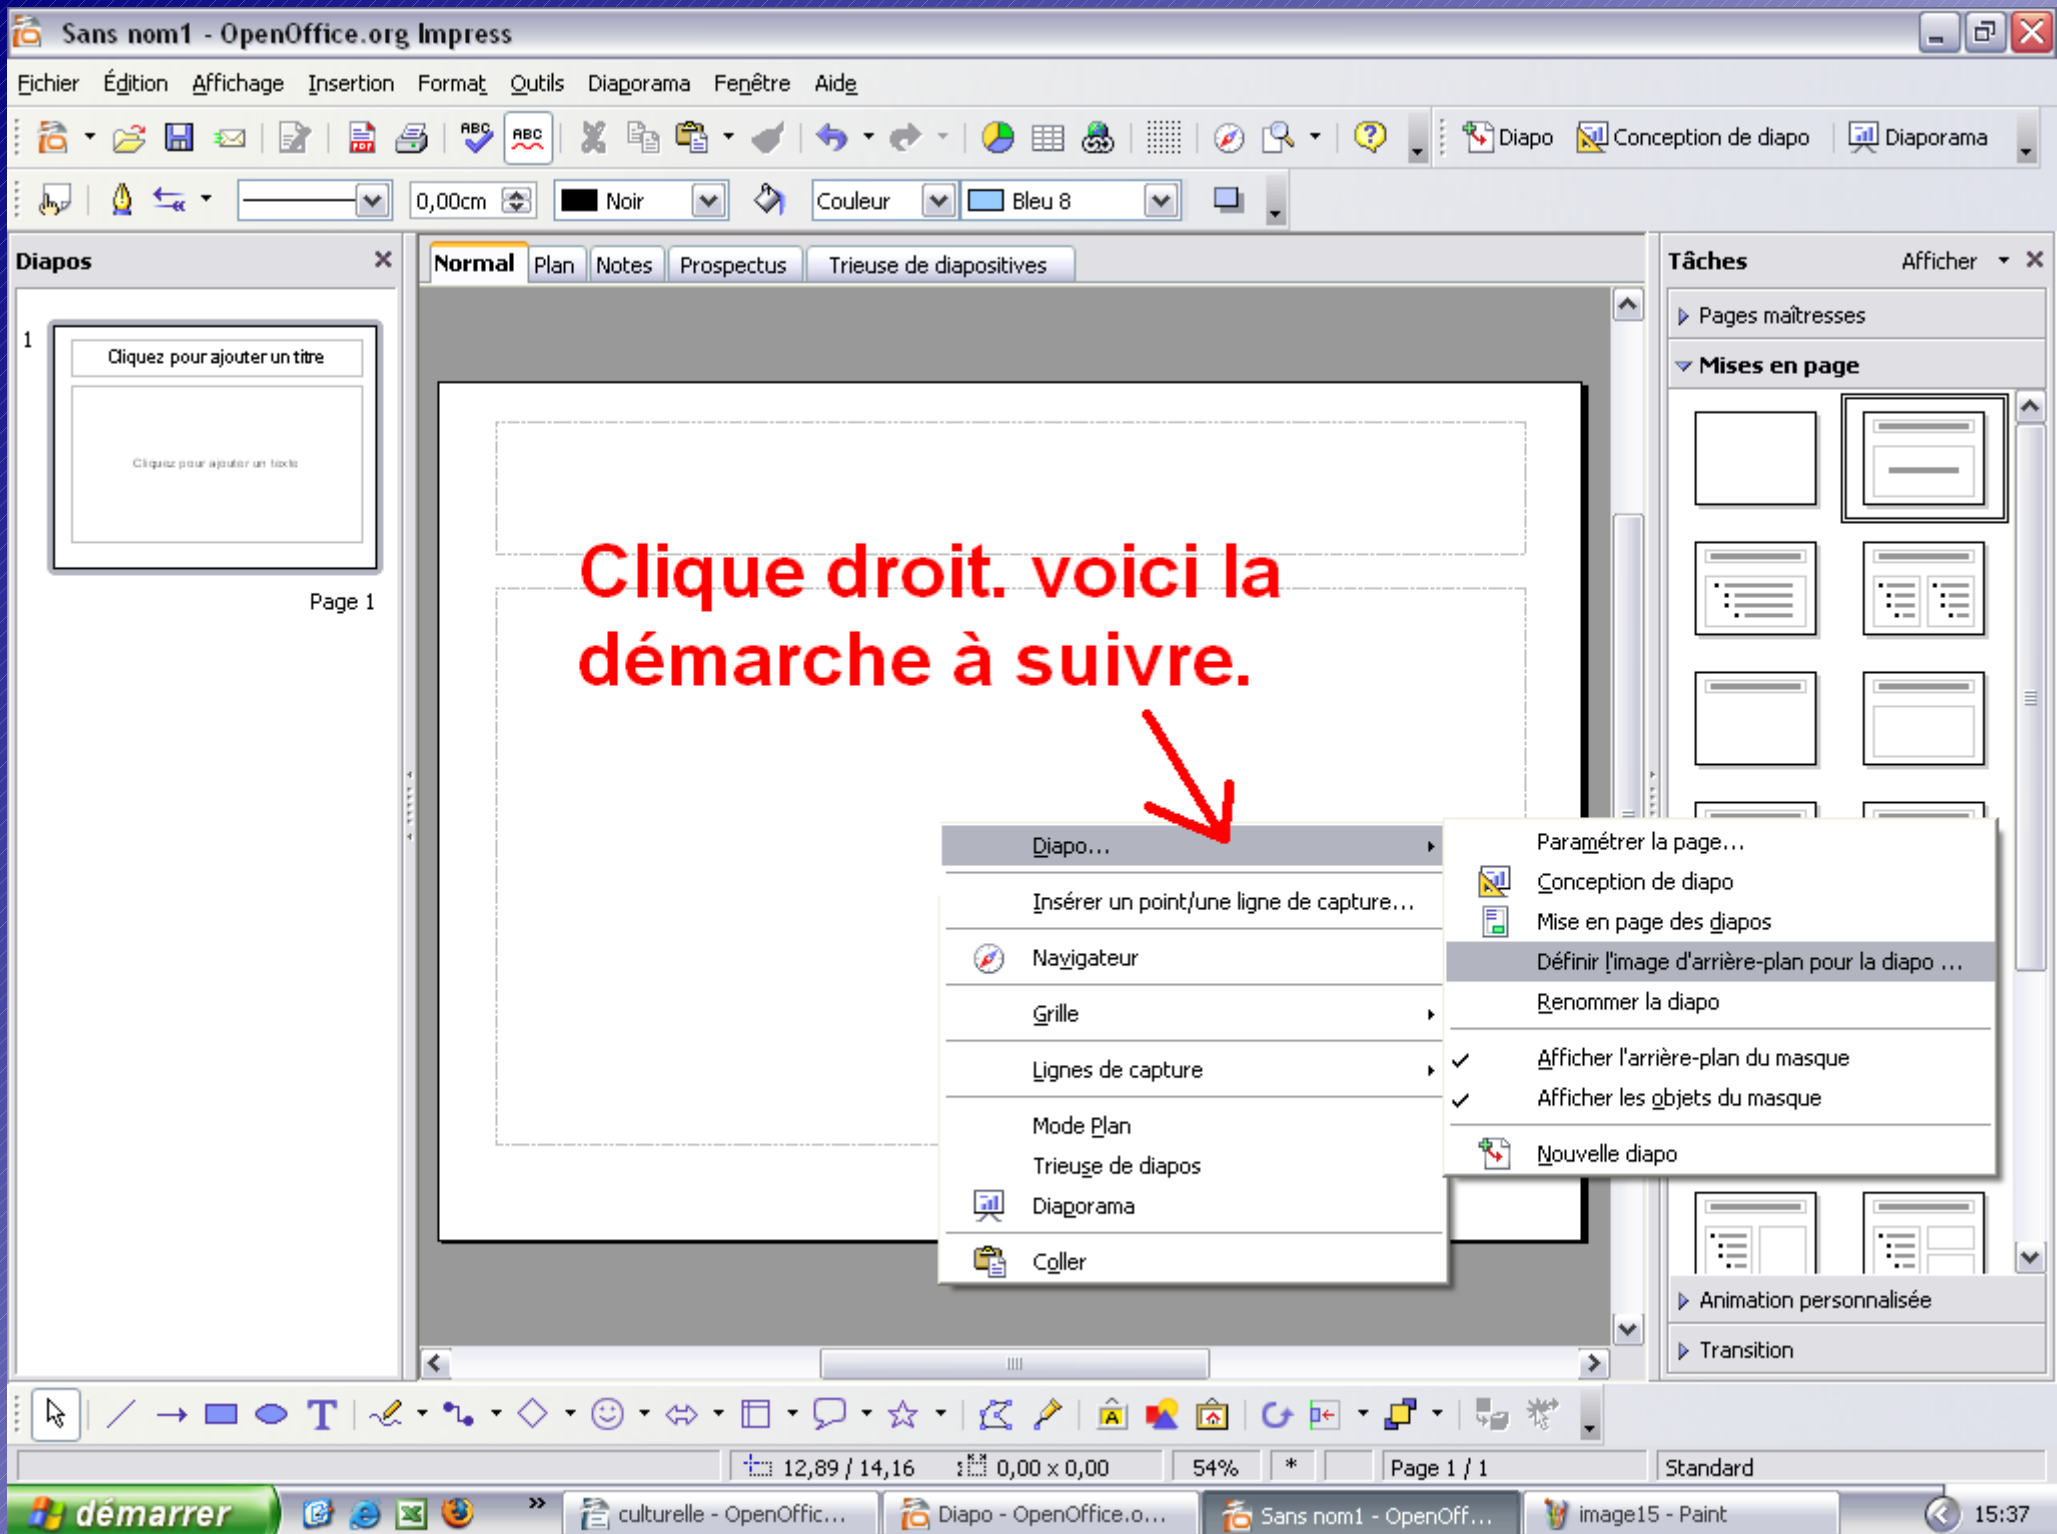 Sans nom1 - OpenOffice.org Impress
Fichier Édition Affichage Insertion Format Outils Diaporama Fenêtre Aide
ABC ABC Diapo Conception de diapo Diaporama
0,00cm Noir Couleur Bleu 8
Diapos
Normal Plan Notes Prospectus Trieuse de diapositives
Tâches Afficher
1
Cliquez pour ajouter un titre
Cliquez pour ajouter un texte
Page 1
Pages maîtresses
Mises en page
Clique droit. voici la
démarche à suivre.
Diapo...
Insérer un point/une ligne de capture...
Navigateur
Grille
Lignes de capture
Mode Plan
Trieuse de diapos
Diaporama
Coller
Paramétrer la page...
Conception de diapo
Mise en page des diapos
Définir l'image d'arrière-plan pour la diapo ...
Renommer la diapo
Afficher l'arrière-plan du masque
Afficher les objets du masque
Nouvelle diapo
Animation personnalisée
Transition
12,89 / 14,16 0,00 x 0,00 54% * Page 1 / 1 Standard
démarrer » culturelle - OpenOffic... Diapo - OpenOffice.o... Sans nom1 - OpenOff... image15 - Paint 15:37